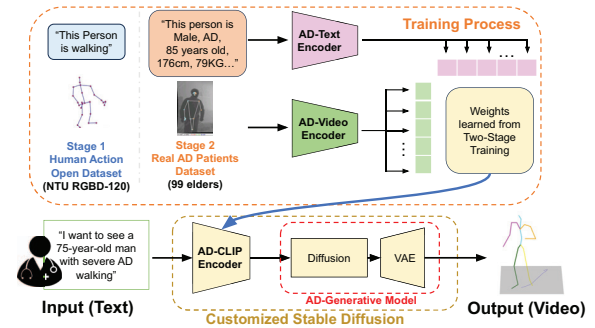 Training Process
"This Person
is walking"
"This person is
Male, AD,
85 years old,
176cm, 79KG..."
AD-Text
Encoder
...
AD-Video
Encoder
Weights
learned from
Two-Stage
Training
Stage 1
Human Action
Open Dataset
(NTU RGBD-120)
Stage 2
Real AD Patients
Dataset
(99 elders)
"I want to see a
75-year-old man
with severe AD
walking"
AD-CLIP
Encoder
Diffusion
VAE
AD-Generative Model
Input (Text)
Customized Stable Diffusion
Output (Video)